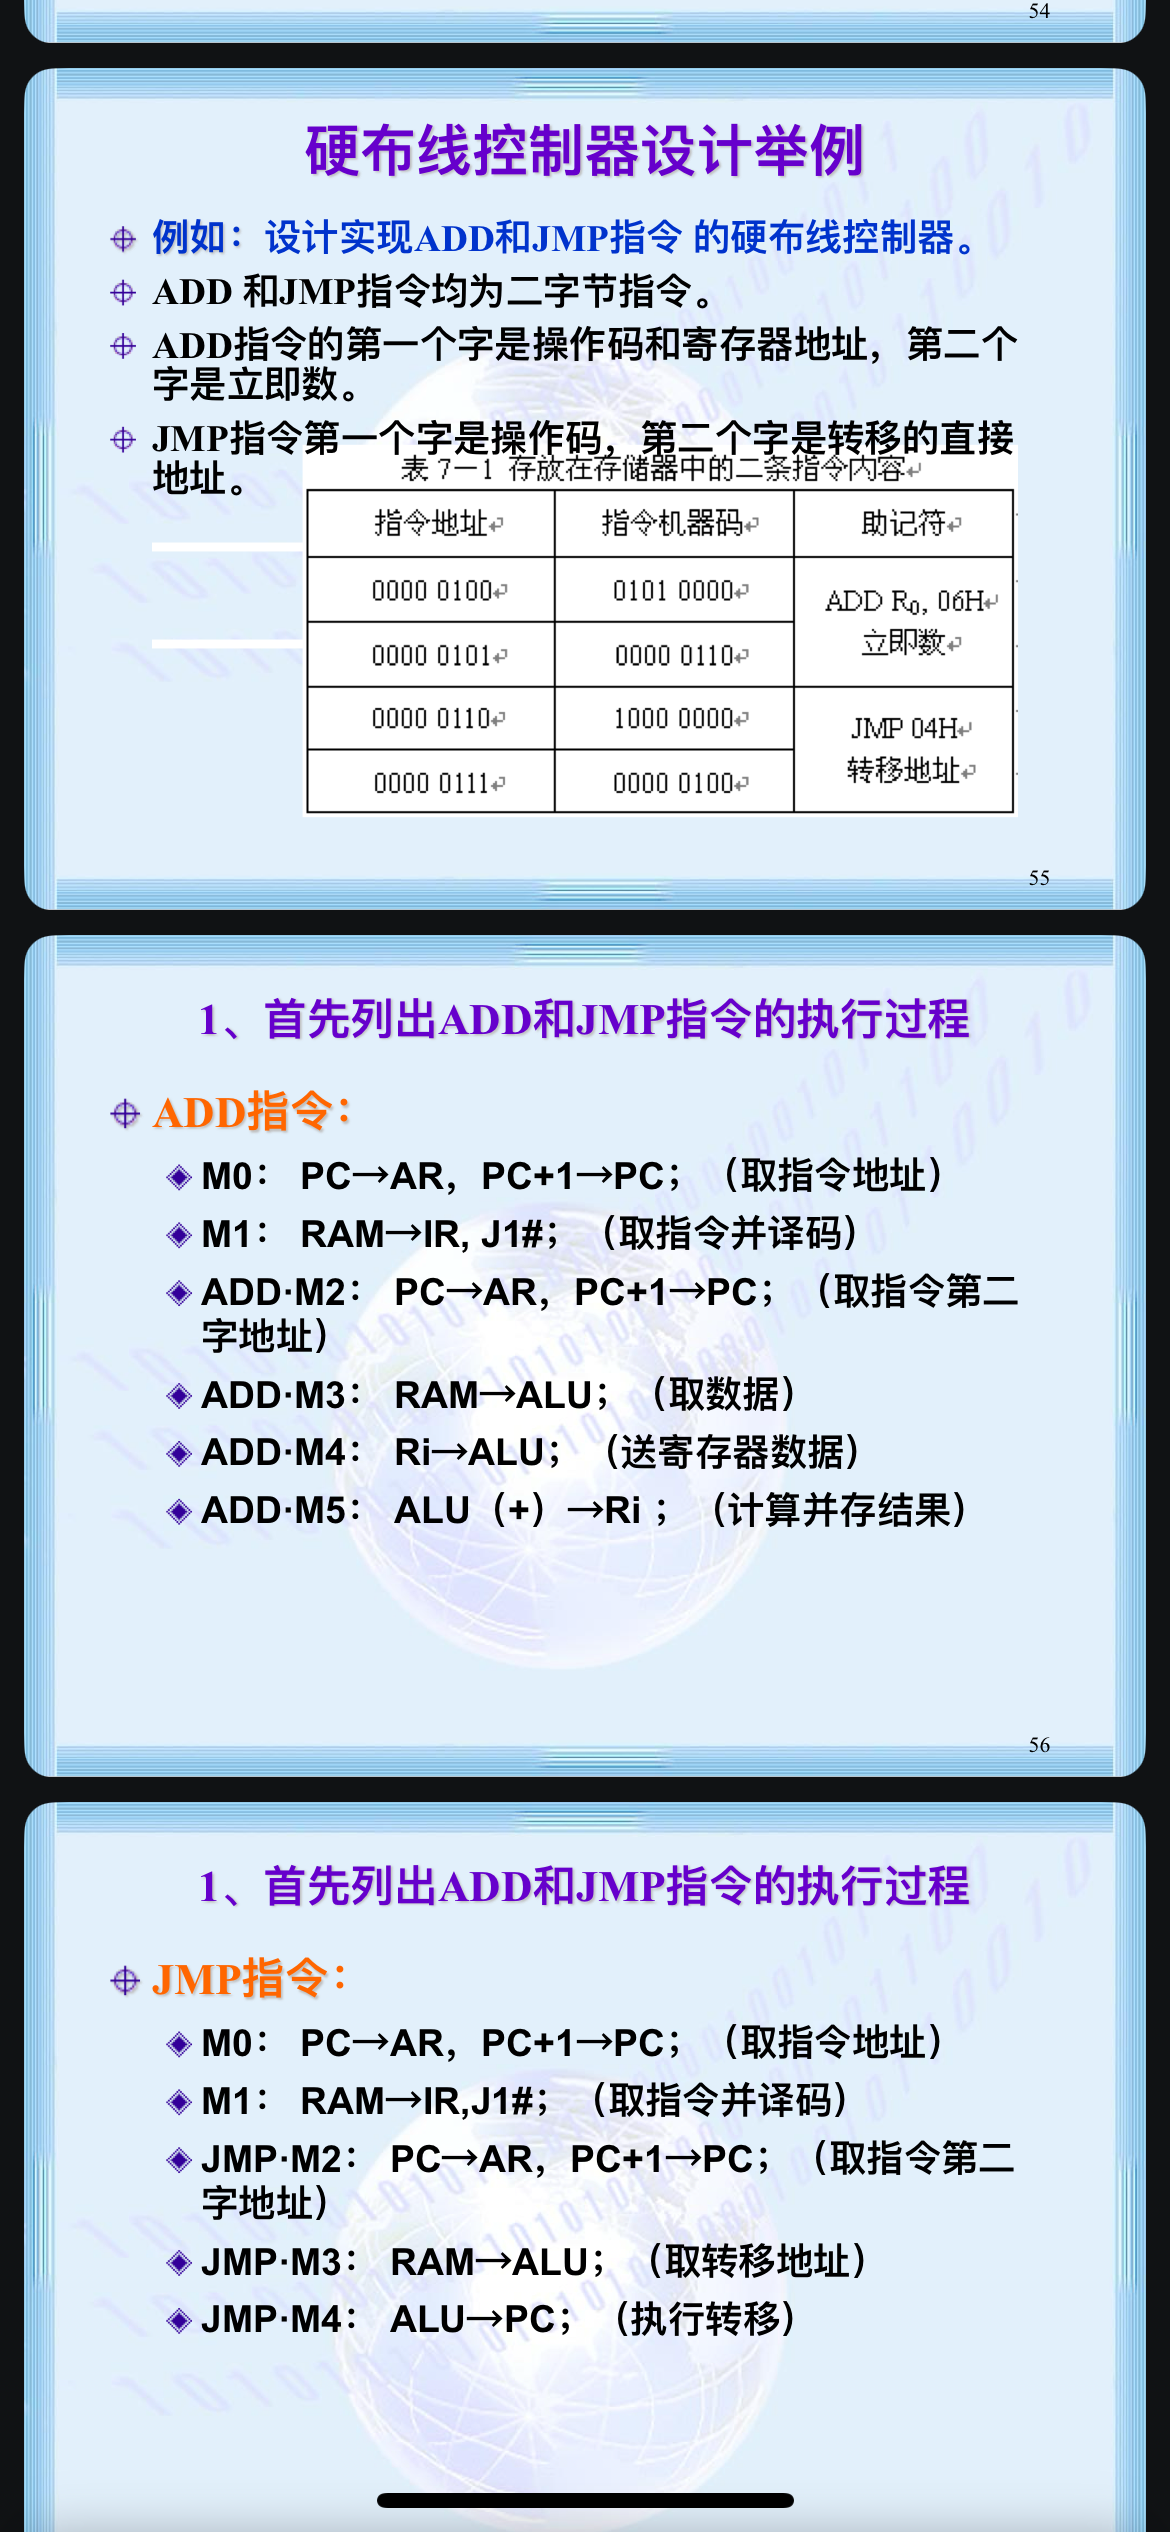 54
硬布线控制器设计举例
例如：设计实现ADD和JMP指令 的硬布线控制器。
ADD 和JMP指令均为二字节指令。
ADD指令的第一个字是操作码和寄存器地址，第二个
字是立即数。
JMP指令第一个字是操作码，第二个字是转移的直接
地址。
表 7－1 存放在存储器中的二条指令内容
指令地址 指令机器码 助记符
0000 0100 0101 0000 ADD R0, 06H
0000 0101 0000 0110 立即数
0000 0110 1000 0000 JMP 04H
0000 0111 0000 0100 转移地址
55
1、首先列出ADD和JMP指令的执行过程
ADD指令：
M0： PC→AR，PC+1→PC；（取指令地址）
M1： RAM→IR, J1#；（取指令并译码）
ADD·M2： PC→AR，PC+1→PC；（取指令第二
字地址）
ADD·M3： RAM→ALU；（取数据）
ADD·M4： Ri→ALU；（送寄存器数据）
ADD·M5： ALU（+）→Ri ；（计算并存结果）
56
1、首先列出ADD和JMP指令的执行过程
JMP指令：
M0： PC→AR，PC+1→PC；（取指令地址）
M1： RAM→IR,J1#；（取指令并译码）
JMP·M2： PC→AR，PC+1→PC；（取指令第二
字地址）
JMP·M3： RAM→ALU；（取转移地址）
JMP·M4： ALU→PC；（执行转移）